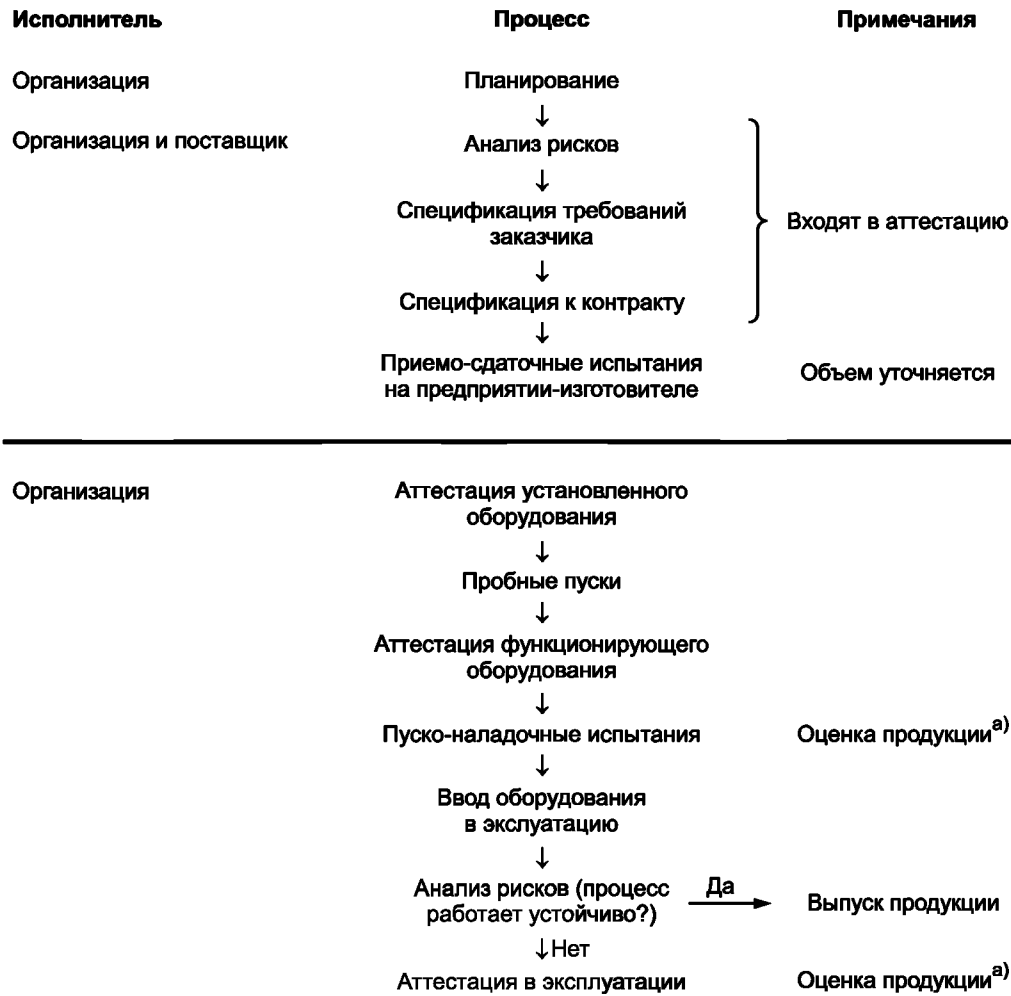 Исполнитель Процесс Примечания
Организация Планирование
↓
Организация и поставщик Анализ рисков
↓
Спецификация требований
заказчика
Входят в аттестацию
↓
Спецификация к контракту
↓
Приемо-сдаточные испытания
на предприятии-изготовителе
Объем уточняется
Организация Аттестация установленного
оборудования
↓
Пробные пуски
↓
Аттестация функционирующего
оборудования
↓
Пуско-наладочные испытания Оценка продукции а)
↓
Ввод оборудования
в экслуатацию
↓
Анализ рисков (процесс
работает устойчиво?)
Да
Выпуск продукции
↓Нет
Аттестация в эксплуатации Оценка продукции а)